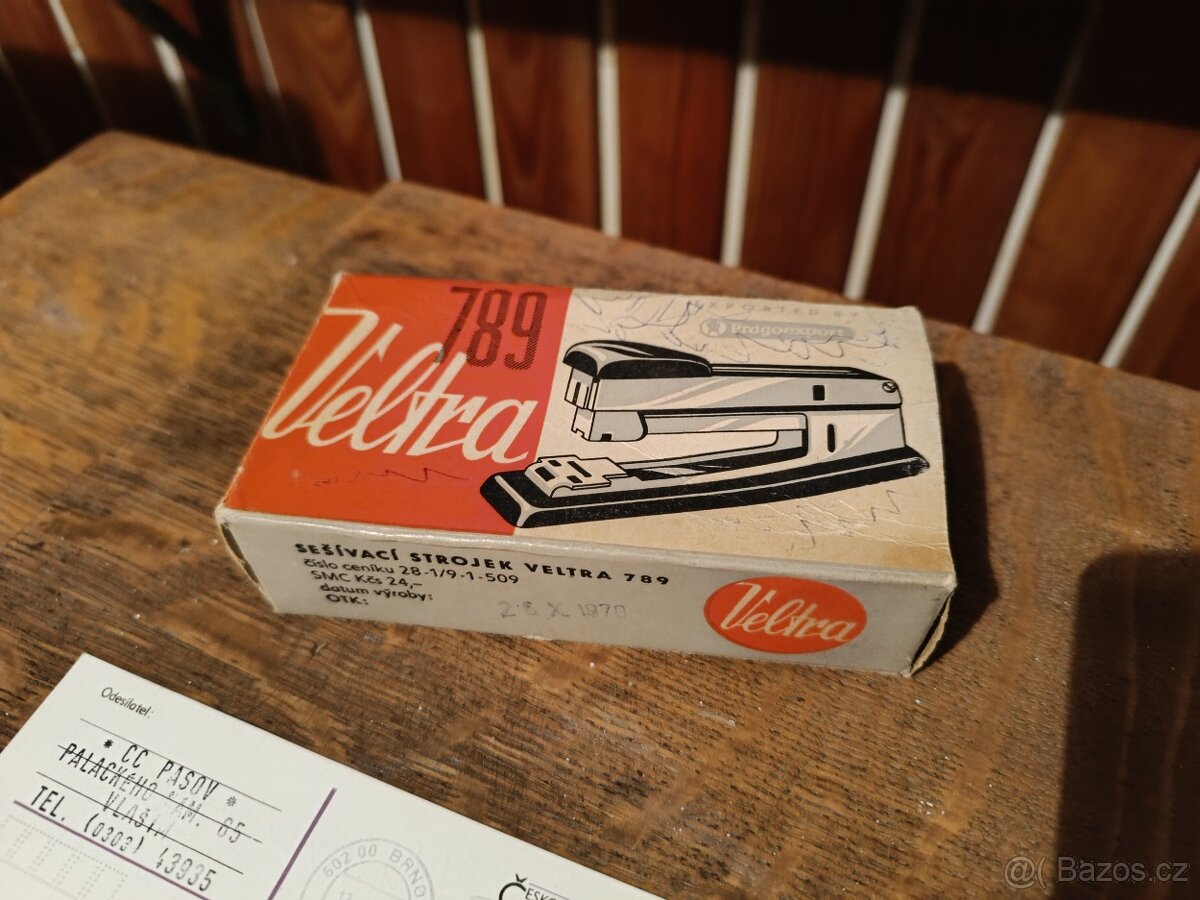 789
Veltra
EXPORTED BY
Pragoexport
SEŠÍVACÍ STROJEK VELTRA 789
číslo ceníku 28-1/9-1-509
SMC Kčs 24,–
datum výroby:
OTK:
X 1970
Veltra
Odesílatel:
* CC PASOV *
PALACKÉHO NÁM. 65
TEL. (0303) 43935
602 00 BRNO
@( Bazos.cz